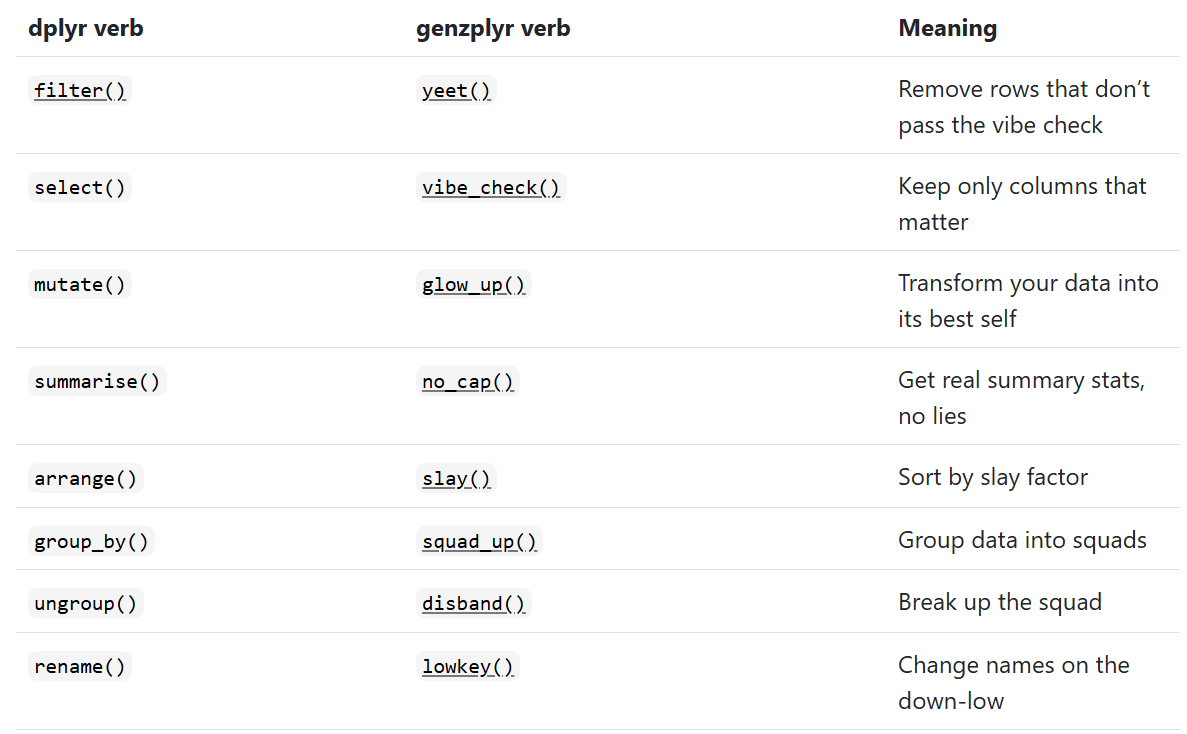 dplyr verb genzplyr verb Meaning
filter() yeet() Remove rows that don’t
pass the vibe check
select() vibe_check() Keep only columns that
matter
mutate() glow_up() Transform your data into
its best self
summarise() no_cap() Get real summary stats,
no lies
arrange() slay() Sort by slay factor
group_by() squad_up() Group data into squads
ungroup() disband() Break up the squad
rename() lowkey() Change names on the
down-low